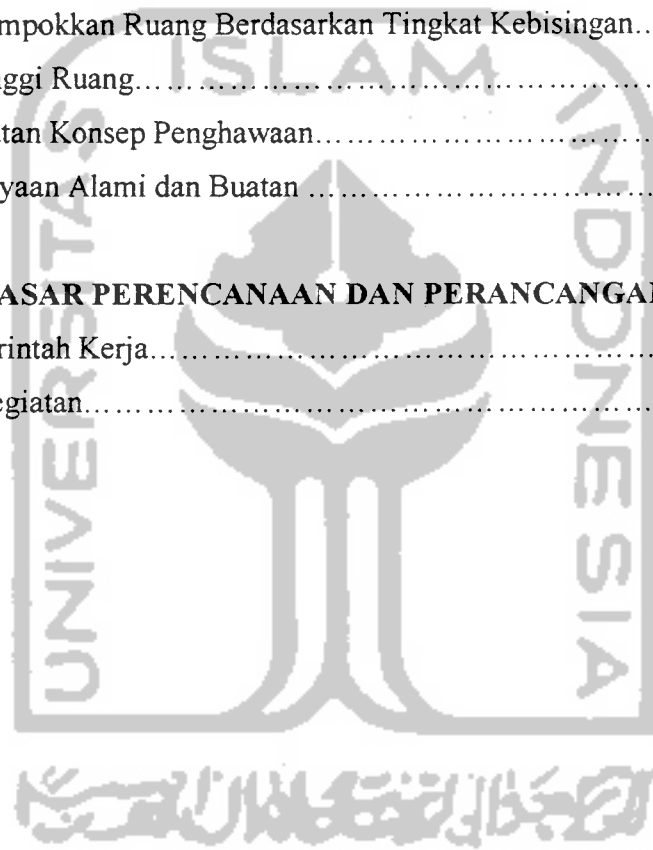 mpokkan Ruang Berdasarkan Tingkat Kebisingan..
ISLAM
ggi Ruang................................................
tan Konsep Penghawaan..............................
yaan Alami dan Buatan ..............................
ASAR PERENCANAAN DAN PERANCANGAN
rintah Kerja................................................
egiatan......................................................
UNIVERSITAS
INDONESIA